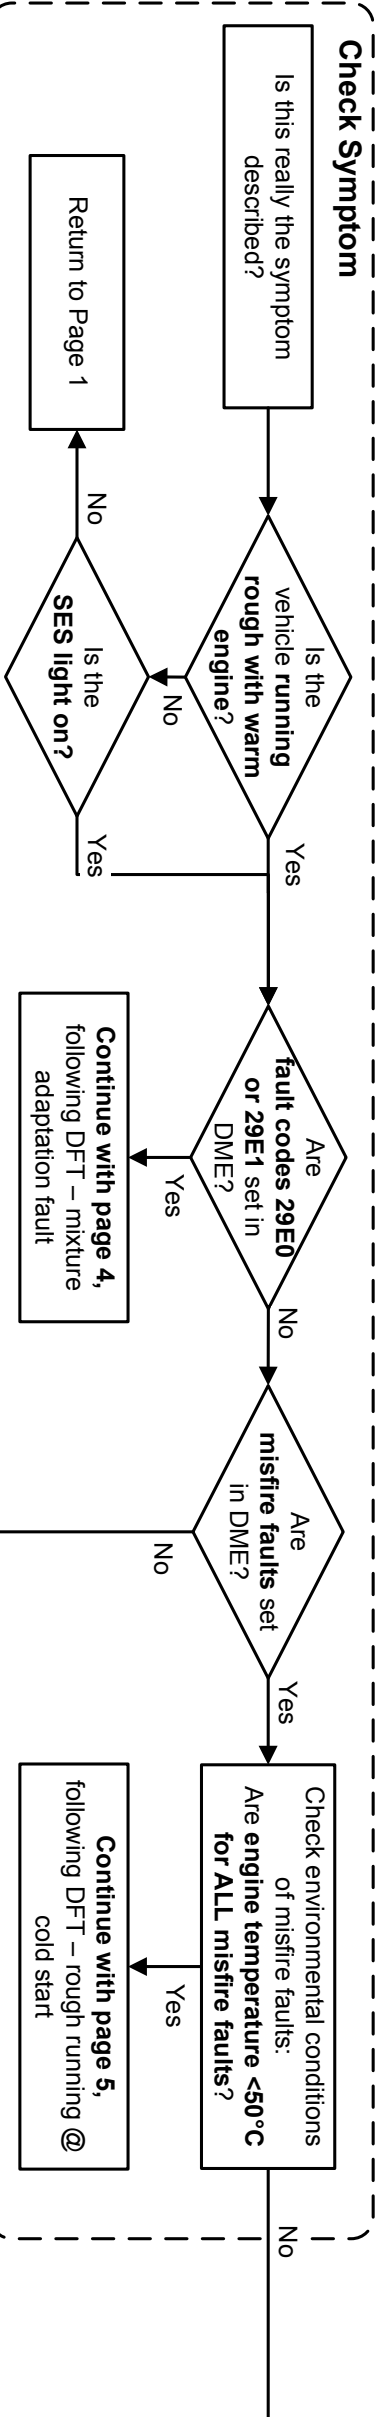 Check Symptom
Is this really the symptom
described?
Is the
vehicle running
rough with warm
engine?
No
Yes
Is the
SES light on?
No
Yes
Return to Page 1
Are
fault codes 29E0
or 29E1 set in
DME?
Yes
No
Continue with page 4,
following DFT – mixture
adaptation fault
Are
misfire faults set
in DME?
No
Yes
Check environmental conditions
of misfire faults:
Are engine temperature <50°C
for ALL misfire faults?
Yes
No
Continue with page 5,
following DFT – rough running @
cold start